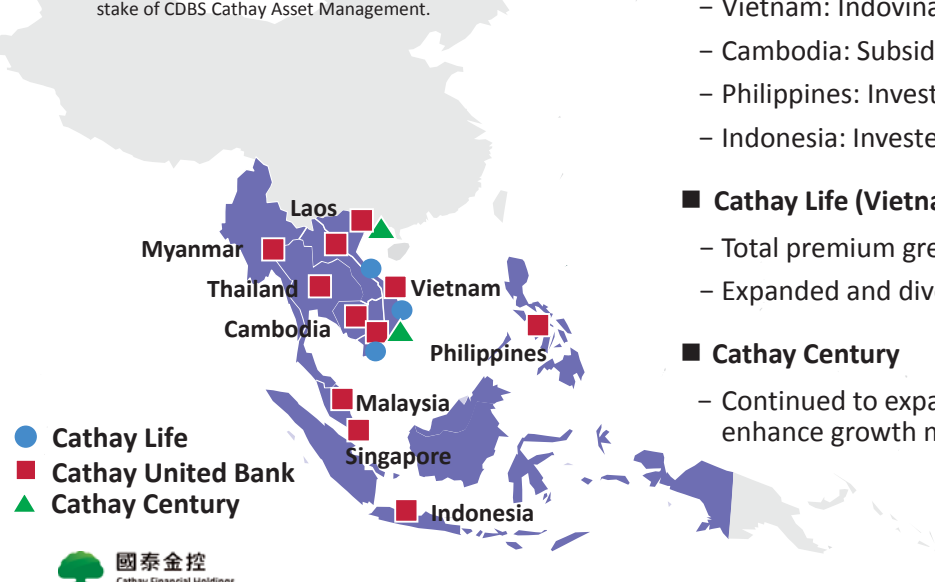 stake of CDBS Cathay Asset Management.
Laos
Myanmar
Thailand
Vietnam
Cambodia
Philippines
Malaysia
Singapore
Indonesia
Cathay Life
Cathay United Bank
Cathay Century
國泰金控
Cathay Financial Holdings
– Vietnam: Indovina
– Cambodia: Subsid
– Philippines: Invest
– Indonesia: Investe
■ Cathay Life (Vietna
– Total premium gre
– Expanded and dive
■ Cathay Century
– Continued to expa
enhance growth m